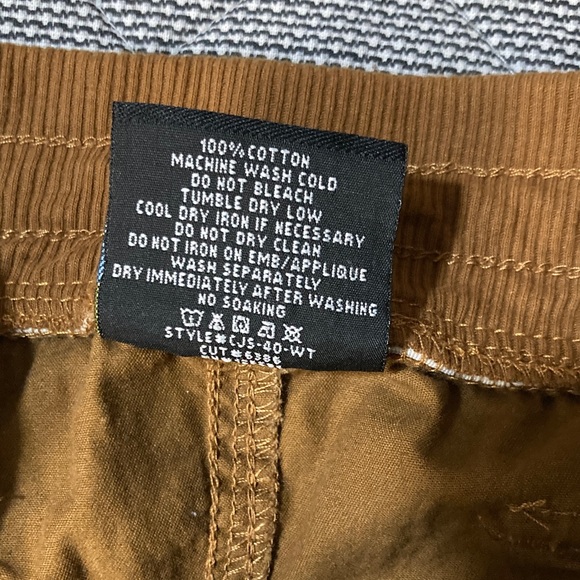 100% COTTON
MACHINE WASH COLD
DO NOT BLEACH
TUMBLE DRY LOW
COOL DRY IRON IF NECESSARY
DO NOT DRY CLEAN
DO NOT IRON ON EMB/APPLIQUE
WASH SEPARATELY
DRY IMMEDIATELY AFTER WASHING
NO SOAKING
STYLE#CJS-40-WT
CUT#6386